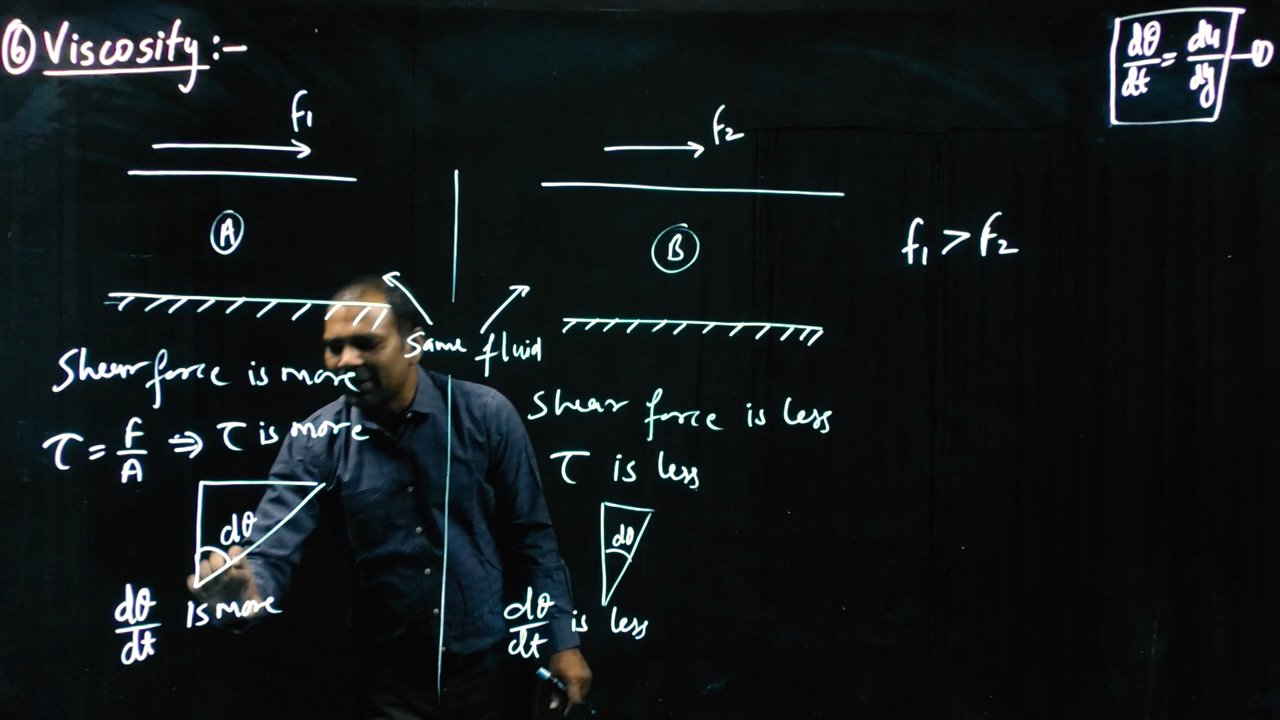 ⑥ Viscosity :-
dθ/dt = du/dy -①
F1
F2
Ⓐ
Ⓑ
F1 > F2
Same fluid
Shear force is more
τ = F/A ⇒ τ is more
dθ
dθ/dt is more
Shear force is less
τ is less
dθ
dθ/dt is less